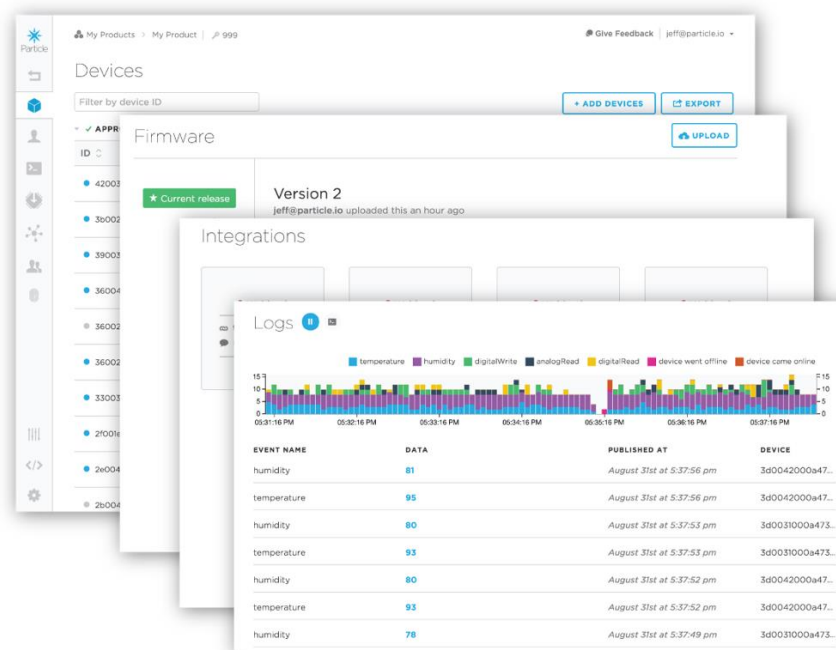 Particle
My Products > My Product | 999
Give Feedback | jeff@particle.io
Devices
Filter by device ID
+ ADD DEVICES
EXPORT
ID
42003
3b002
39003
36004
36002
36002
33003
2f001e
2e004
2b004
Firmware
UPLOAD
Current release
Version 2
jeff@particle.io uploaded this an hour ago
Integrations
Logs
temperature humidity digitalWrite analogRead digitalRead device went offline device came online
15
10
5
0
15
10
5
0
05:31:16 PM 05:32:16 PM 05:33:16 PM 05:34:16 PM 05:35:16 PM 05:36:16 PM 05:37:16 PM
EVENT NAME DATA PUBLISHED AT DEVICE
humidity 81 August 31st at 5:37:56 pm 3d0042000a47...
temperature 95 August 31st at 5:37:56 pm 3d0042000a47...
humidity 80 August 31st at 5:37:53 pm 3d0031000a473...
temperature 93 August 31st at 5:37:53 pm 3d0031000a473...
humidity 80 August 31st at 5:37:52 pm 3d0042000a47...
temperature 93 August 31st at 5:37:52 pm 3d0042000a47...
humidity 78 August 31st at 5:37:49 pm 3d0031000a473...